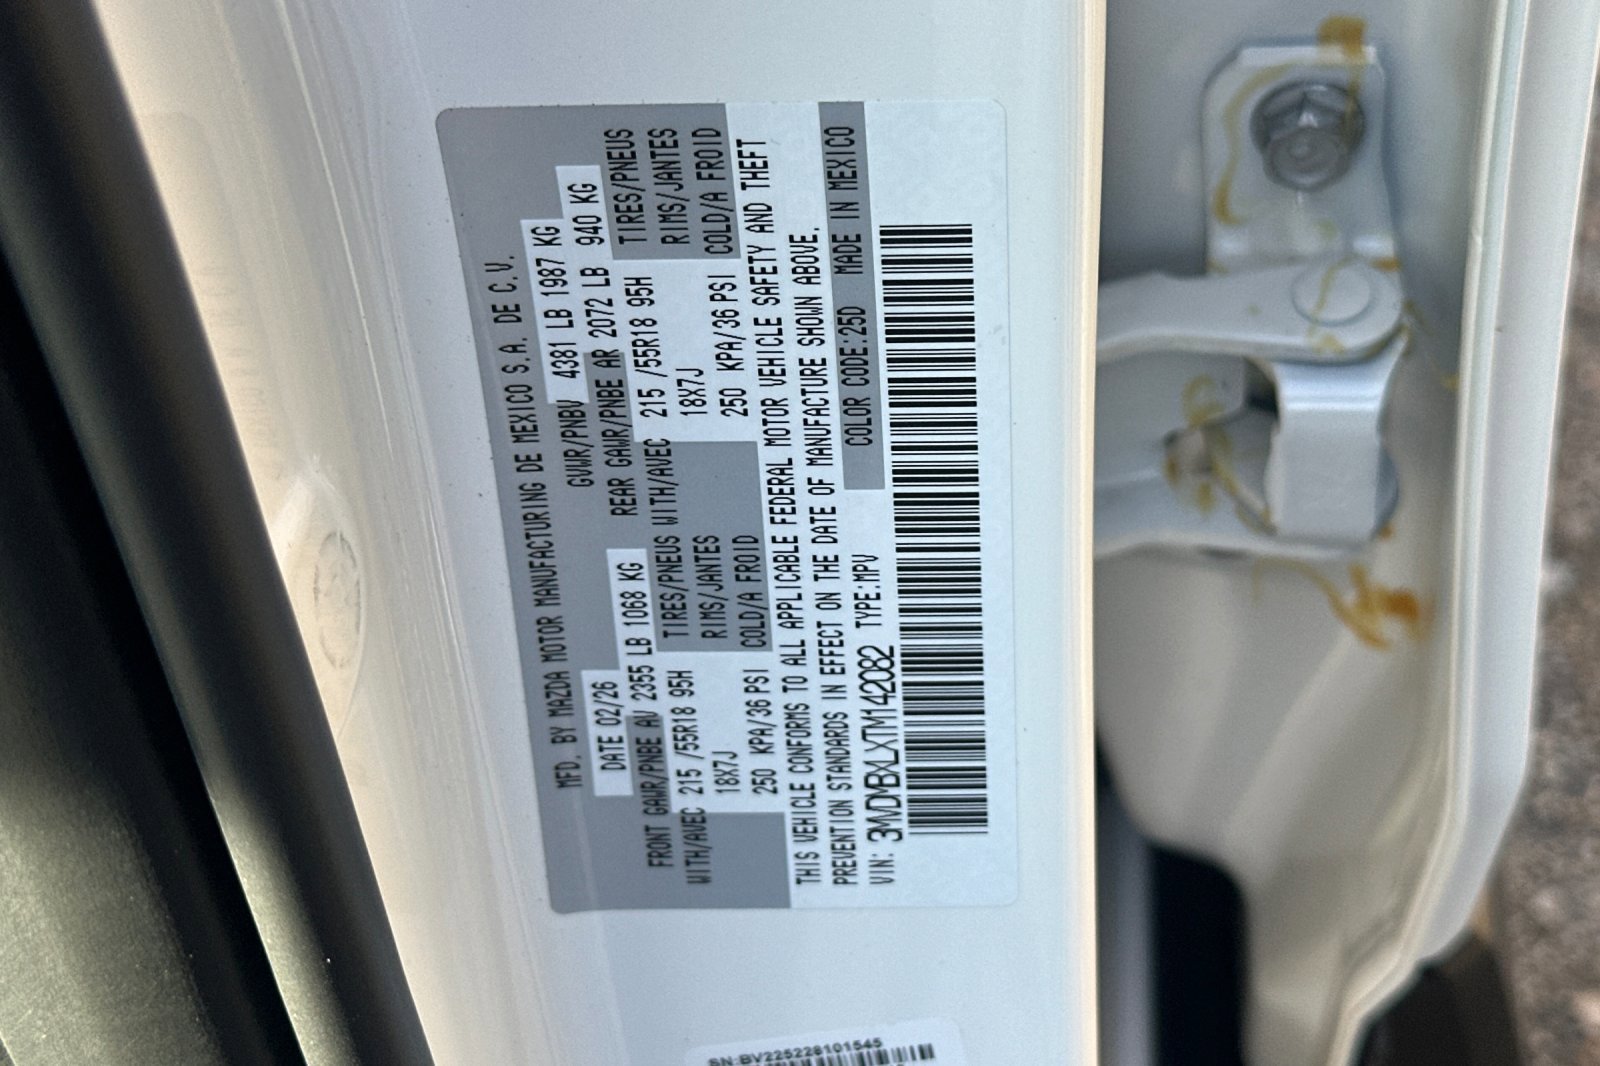 MFD. BY MAZDA MOTOR MANUFACTURING DE MEXICO S.A. DE C.V.
DATE 02/26 GVWR/PNBV 4381 LB 1987 KG
FRONT GAWR/PNBE AV 2355 LB 1068 KG REAR GAWR/PNBE AR 2072 LB 940 KG
WITH/AVEC 215 /55R18 95H TIRES/PNEUS WITH/AVEC 215 /55R18 95H TIRES/PNEUS
18X7J RIMS/JANTES 18X7J RIMS/JANTES
250 KPA/36 PSI COLD/A FROID 250 KPA/36 PSI COLD/A FROID
THIS VEHICLE CONFORMS TO ALL APPLICABLE FEDERAL MOTOR VEHICLE SAFETY AND THEFT
PREVENTION STANDARDS IN EFFECT ON THE DATE OF MANUFACTURE SHOWN ABOVE.
VIN: 3MVDMBXLXTM142082 TYPE:MPV COLOR CODE:25D MADE IN MEXICO
SN:BV225228101545